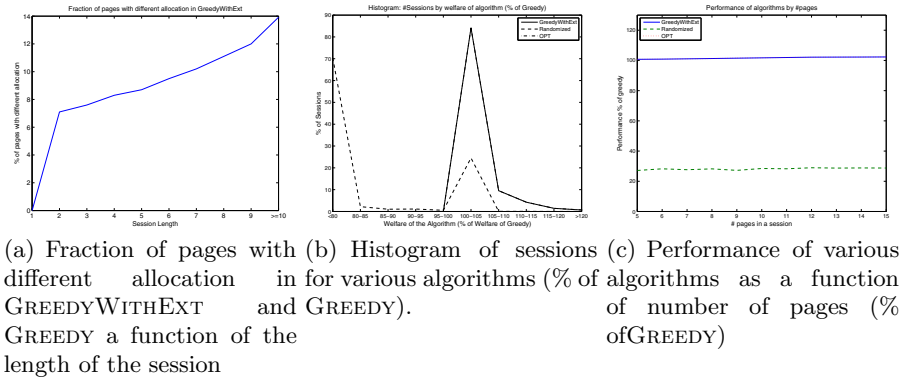 Fraction of pages with different allocation in GreedyWithExt
% of pages with different allocation
14
12
10
8
6
4
2
0
1 2 3 4 5 6 7 8 9 >=10
Session Length
Histogram: #Sessions by welfare of algorithm (% of Greedy)
GreedyWithExt
Randomized
OPT
% of Sessions
90
80
70
60
50
40
30
20
10
0
-80 80-85 85-90 90-95 95-100 100-105 105-110 110-115 115-120 >120
Welfare of the Algorithm (% of Welfare of Greedy)
Performance of algorithms by #pages
GreedyWithExt
Randomized
OPT
Performance % of greedy
120
100
80
60
40
20
0
5 6 7 8 9 10 11 12 13 14 15
# pages in a session
(a) Fraction of pages with
different allocation in
GREEDYWITHEXT and
GREEDY a function of the
length of the session
(b) Histogram of sessions
for various algorithms (% of
GREEDY).
(c) Performance of various
algorithms as a function
of number of pages (%
ofGREEDY)